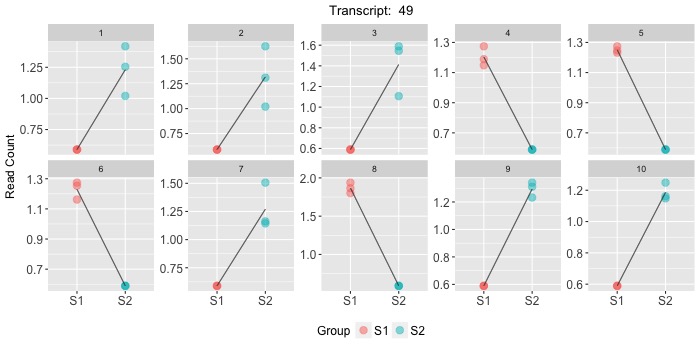 Transcript: 49
1 2 3 4 5
1.25 1.00 0.75
1.50 1.25 1.00 0.75
1.6 1.4 1.2 1.0 0.8 0.6
1.3 1.1 0.9 0.7
1.3 1.1 0.9 0.7
Read Count
6 7 8 9 10
1.3 1.1 0.9 0.7
1.50 1.25 1.00 0.75
2.0 1.5 1.0
1.2 1.0 0.8 0.6
1.2 1.0 0.8 0.6
S1 S2 S1 S2 S1 S2 S1 S2 S1 S2
Group S1 S2